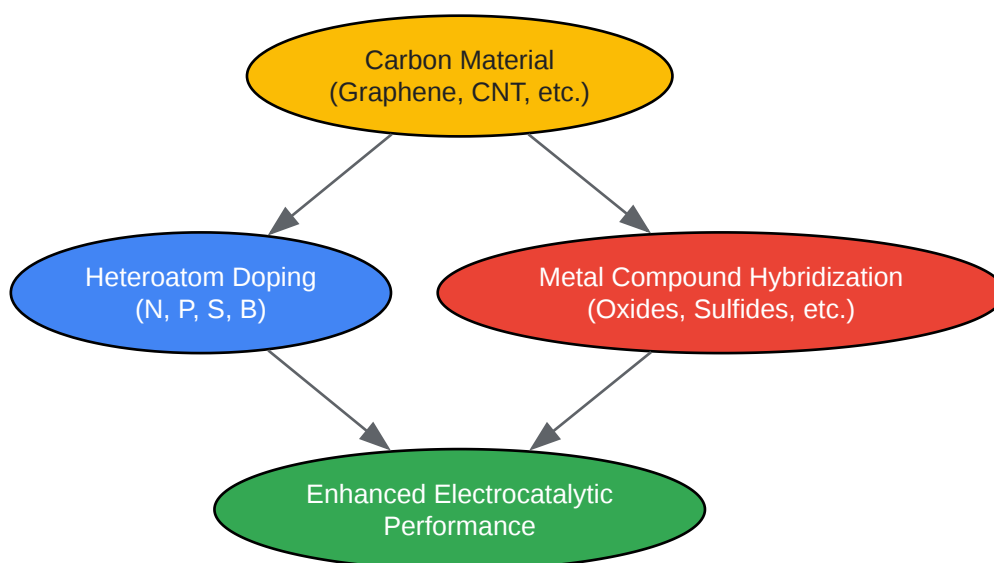 Carbon Material
(Graphene, CNT, etc.)
Heteroatom Doping
(N, P, S, B)
Metal Compound Hybridization
(Oxides, Sulfides, etc.)
Enhanced Electrocatalytic
Performance